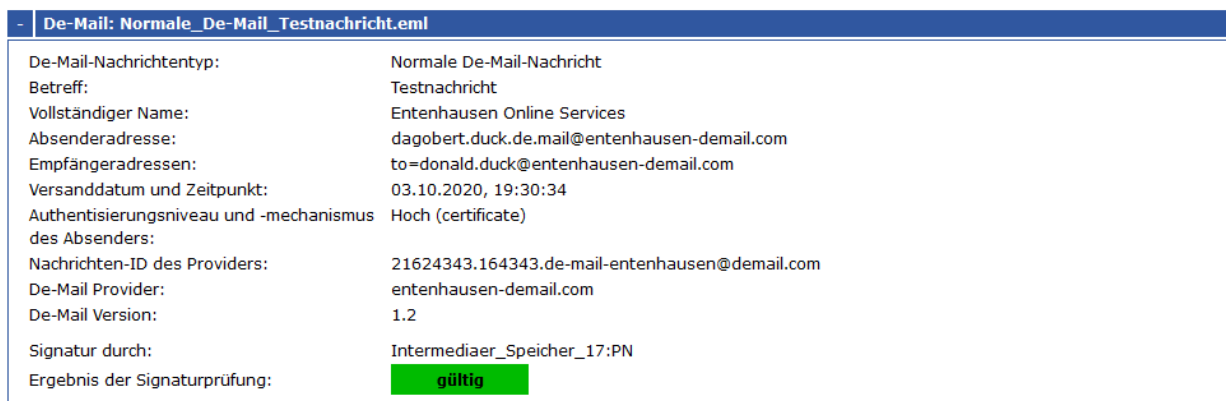 - De-Mail: Normale_De-Mail_Testnachricht.eml
De-Mail-Nachrichtentyp: Normale De-Mail-Nachricht
Betreff: Testnachricht
Vollständiger Name: Entenhausen Online Services
Absenderadresse: dagobert.duck.de.mail@entenhausen-demail.com
Empfängeradressen: to=donald.duck@entenhausen-demail.com
Versanddatum und Zeitpunkt: 03.10.2020, 19:30:34
Authentisierungsniveau und -mechanismus Hoch (certificate)
des Absenders:
Nachrichten-ID des Providers: 21624343.164343.de-mail-entenhausen@demail.com
De-Mail Provider: entenhausen-demail.com
De-Mail Version: 1.2
Signatur durch: Intermediaer_Speicher_17:PN
Ergebnis der Signaturprüfung: gültig